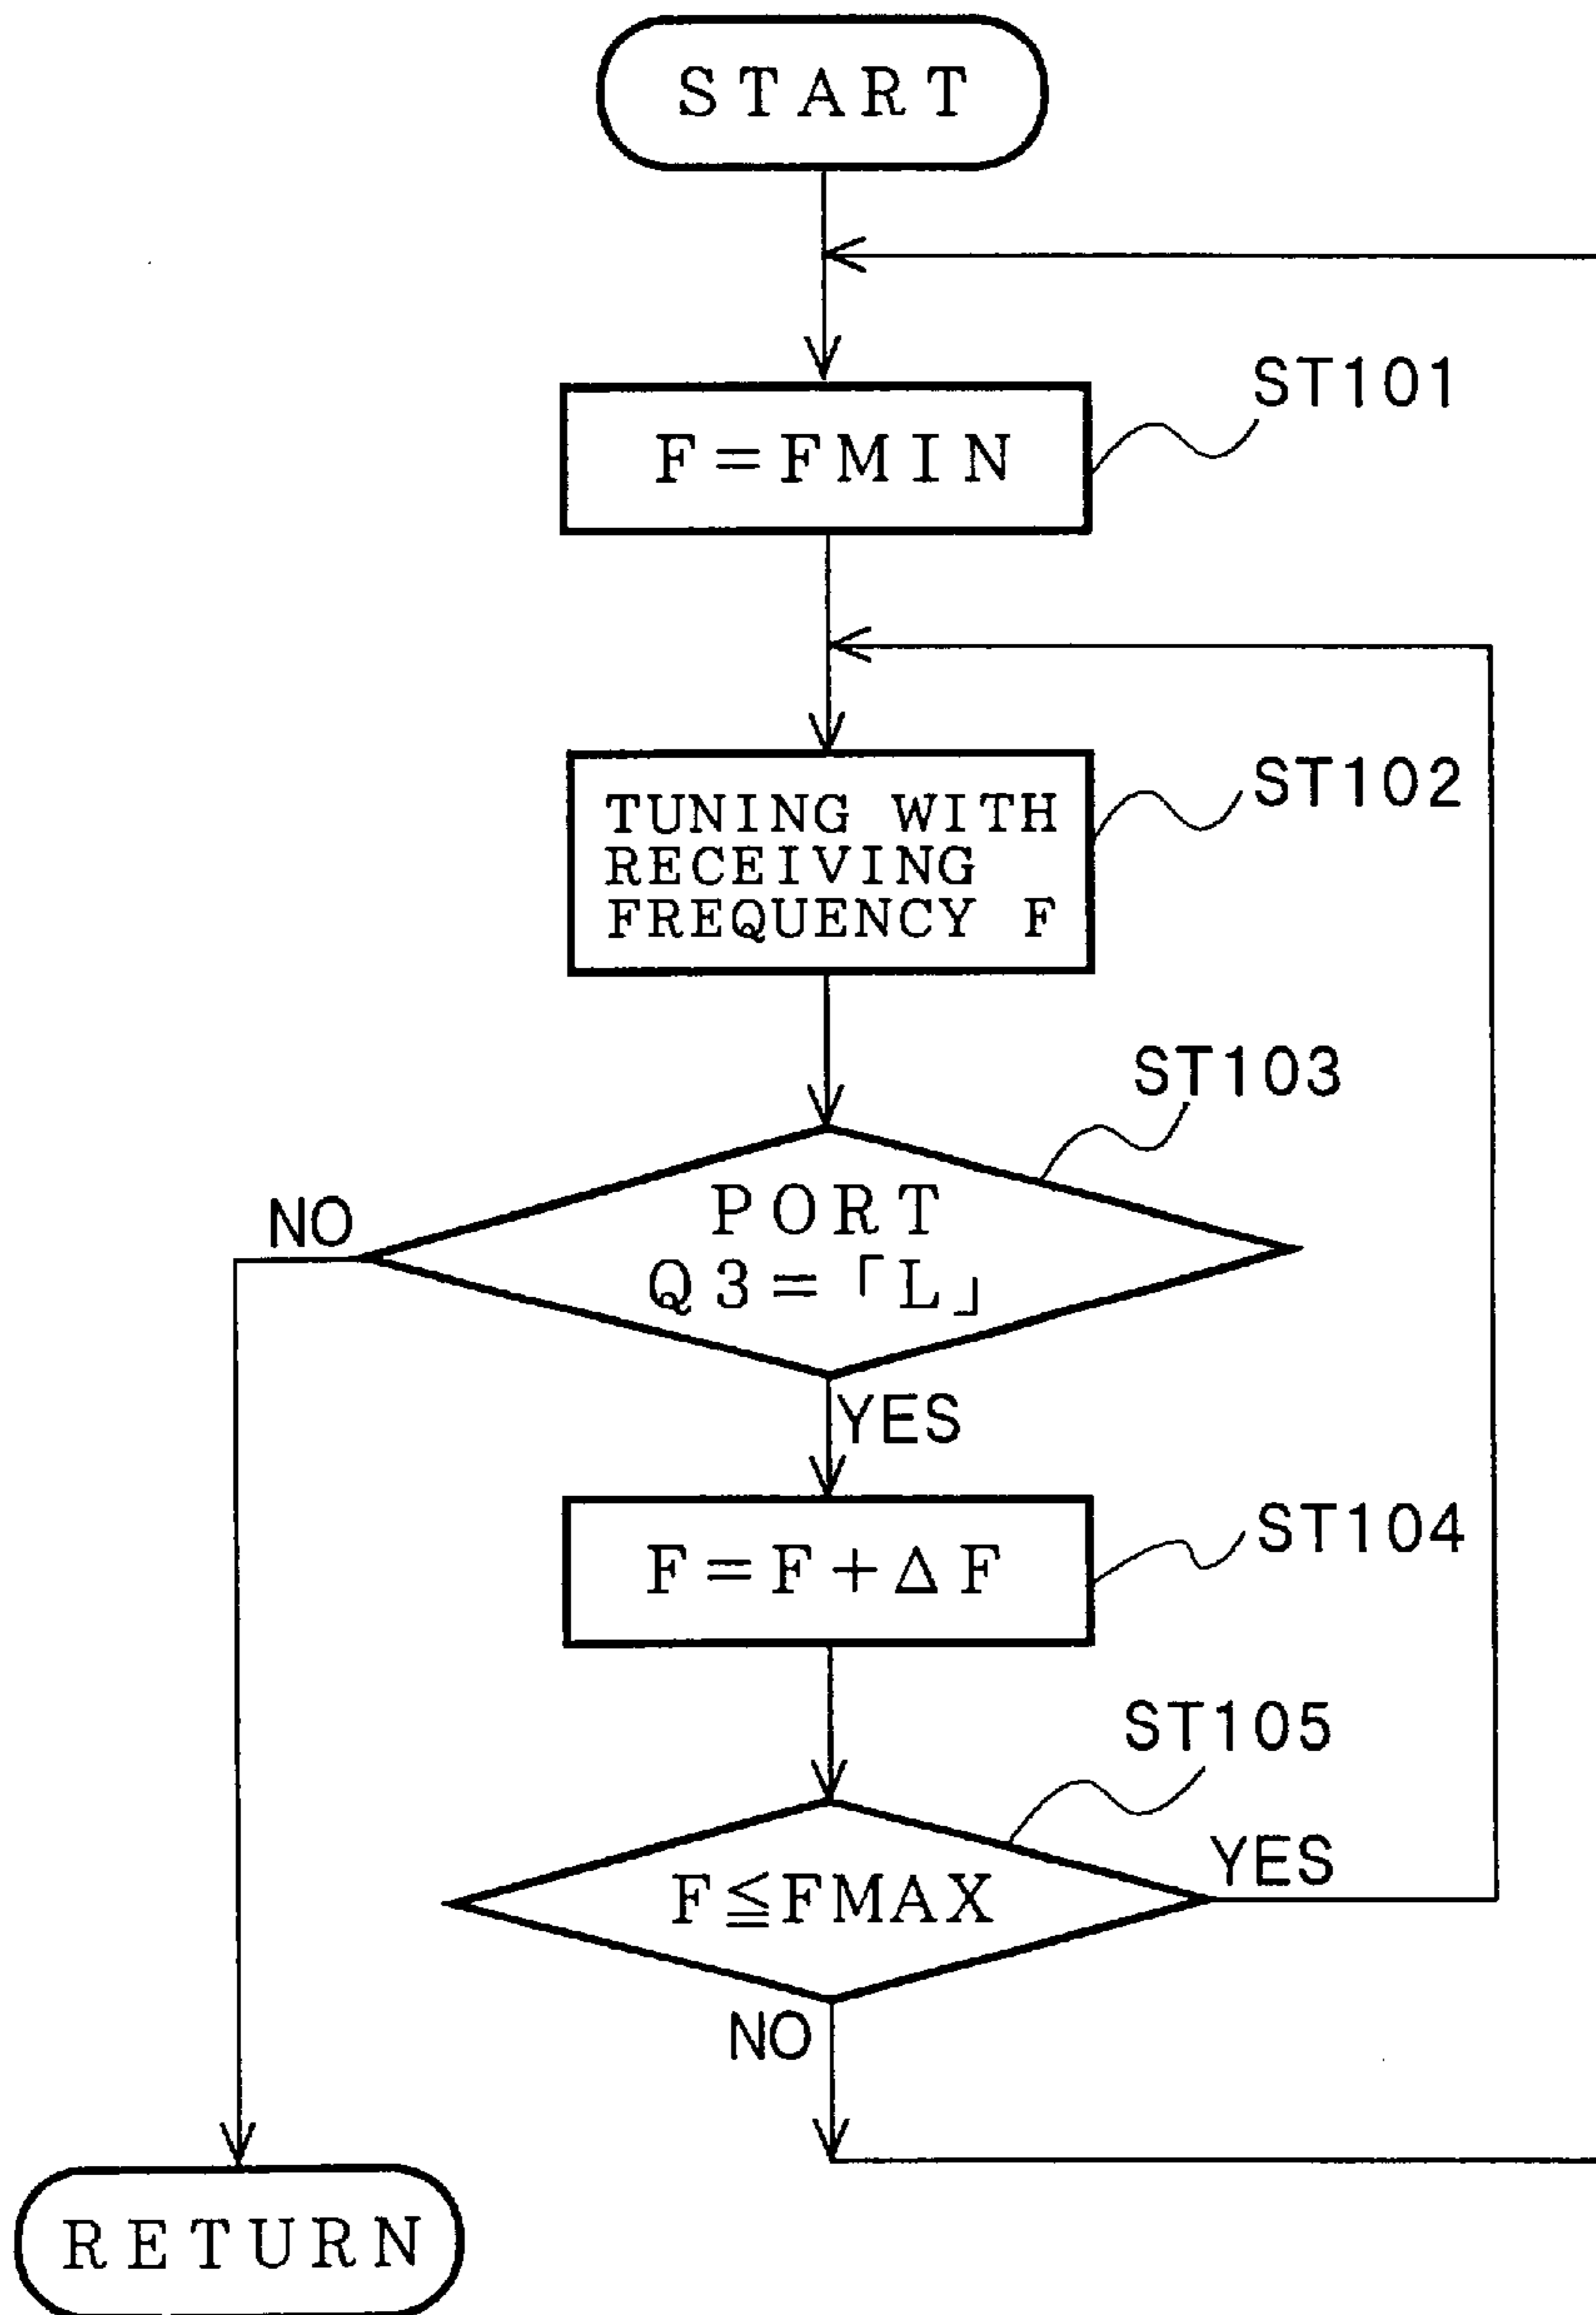 START
ST101
F=FMIN
ST102
TUNING WITH
RECEIVING
FREQUENCY F
ST103
NO
PORT
Q3=「L」
YES
ST104
F=F+ΔF
ST105
YES
F≦FMAX
NO
RETURN